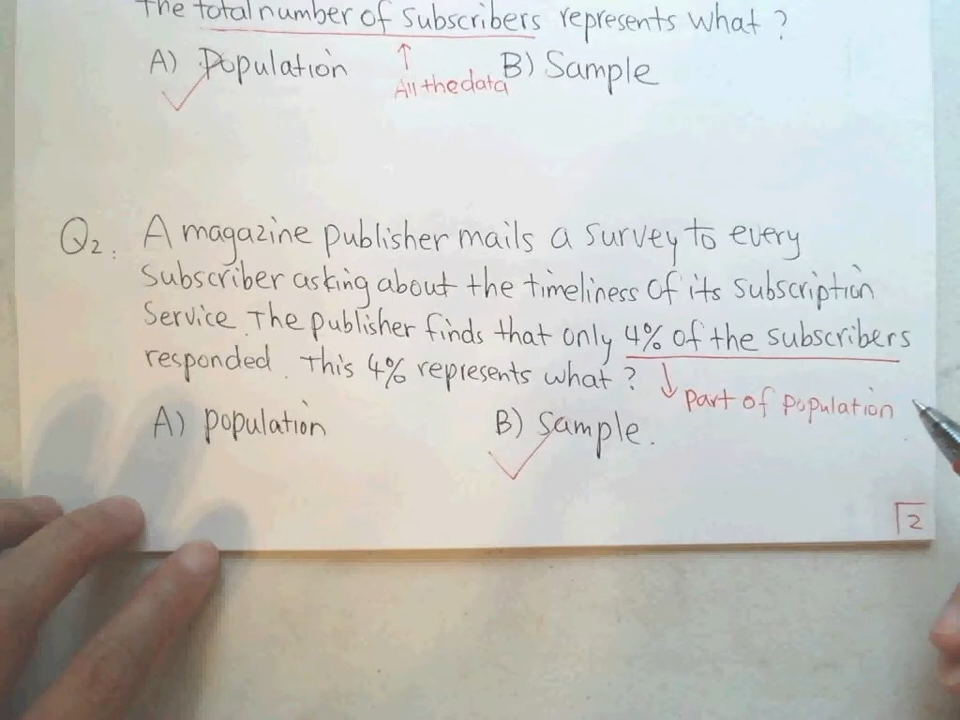 The total number of subscribers represents what ?
A) Population
B) Sample
All the data
Q2: A magazine publisher mails a survey to every
subscriber asking about the timeliness of its subscription
service. The publisher finds that only 4% of the subscribers
responded. This 4% represents what ?
part of population
A) population
B) Sample.
2